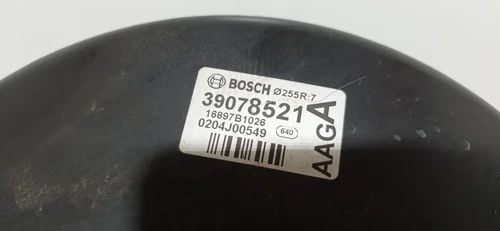 BOSCH Ø255R:7
39078521
16897B1026
0204J00549 640
AAGA